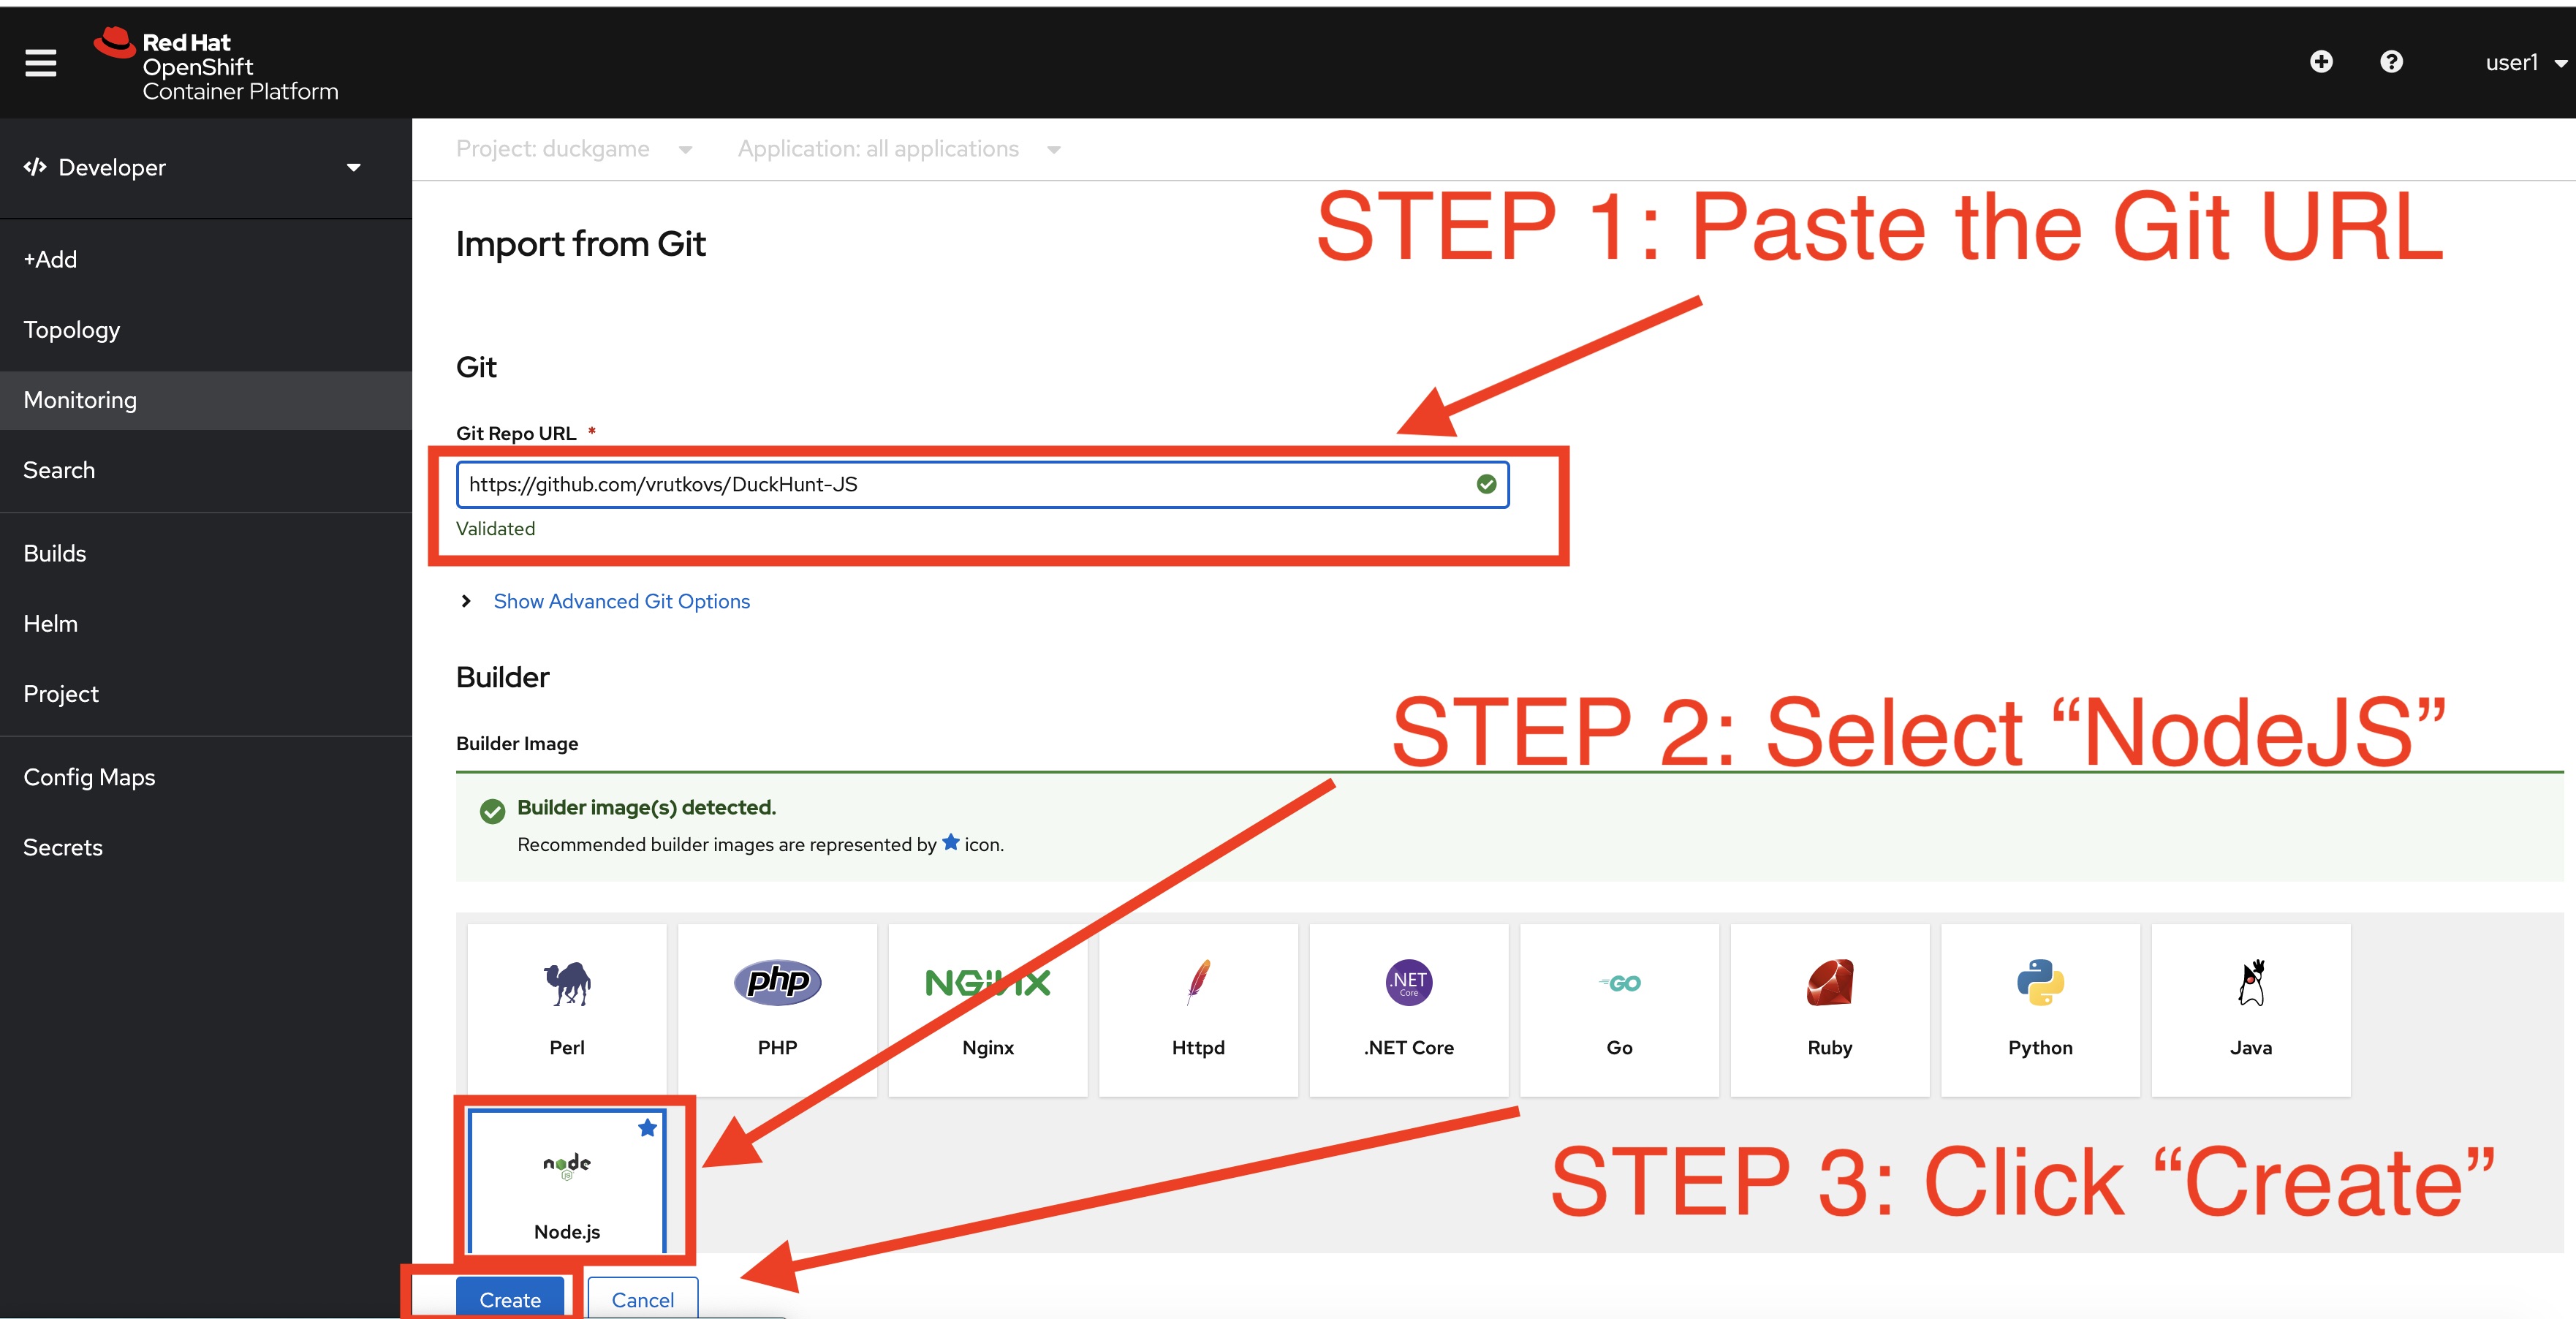 Red Hat
OpenShift
Container Platform
user1
Developer
+Add
Topology
Monitoring
Search
Builds
Helm
Project
Config Maps
Secrets
Project: duckgame
Application: all applications
STEP 1: Paste the Git URL
Import from Git
Git
Git Repo URL *
https://github.com/vrutkovs/DuckHunt-JS
Validated
Show Advanced Git Options
Builder
STEP 2: Select “NodeJS”
Builder Image
Builder image(s) detected.
Recommended builder images are represented by ★ icon.
php
NGINX
.NET
Core
GO
Perl
PHP
Nginx
Httpd
.NET Core
Go
Ruby
Python
Java
node
JS
Node.js
STEP 3: Click “Create”
Create
Cancel